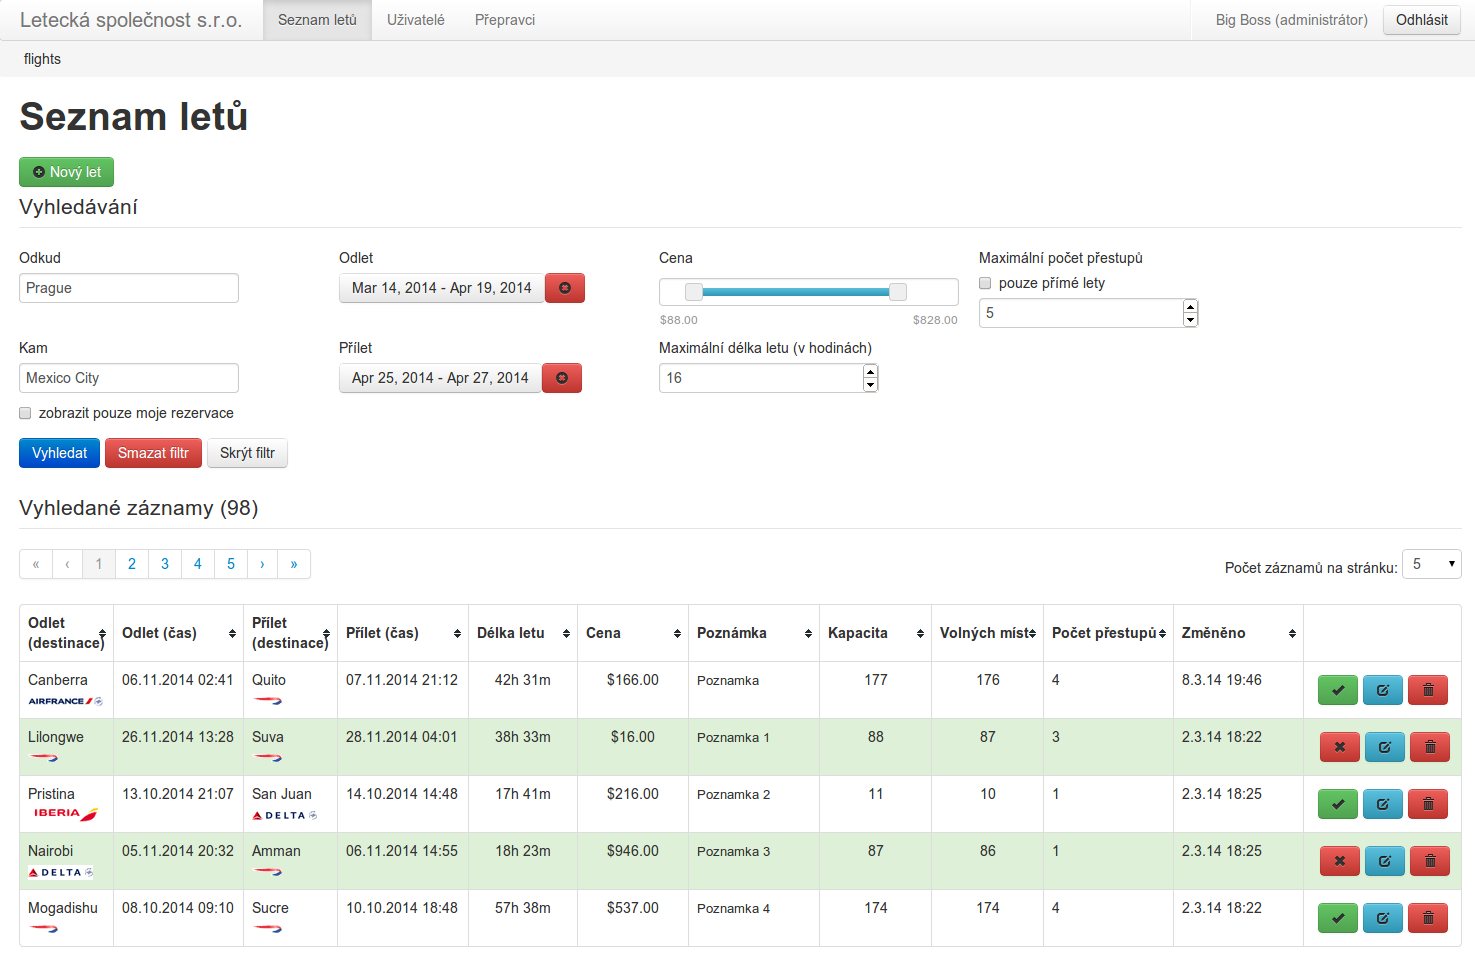 Letecká společnost s.r.o. Seznam letů Uživatelé Přepravci Big Boss (administrátor) Odhlásit
flights
Seznam letů
Nový let
Vyhledávání
Odkud Odlet Cena Maximální počet přestupů
pouze přímé lety
Prague Mar 14, 2014 - Apr 19, 2014
5
$88.00 $828.00
Kam Přílet Maximální délka letu (v hodinách)
Mexico City Apr 25, 2014 - Apr 27, 2014 16
zobrazit pouze moje rezervace
Vyhledat Smazat filtr Skrýt filtr
Vyhledané záznamy (98)
« ‹ 1 2 3 4 5 › »
Počet záznamů na stránku: 5
Odlet (destinace) Odlet (čas) Přílet (destinace) Přílet (čas) Délka letu Cena Poznámka Kapacita Volných míst Počet přestupů Změněno
Canberra 06.11.2014 02:41 Quito 07.11.2014 21:12 42h 31m $166.00 Poznamka 177 176 4 8.3.14 19:46
AIRFRANCE
Lilongwe 26.11.2014 13:28 Suva 28.11.2014 04:01 38h 33m $16.00 Poznamka 1 88 87 3 2.3.14 18:22
Pristina 13.10.2014 21:07 San Juan 14.10.2014 14:48 17h 41m $216.00 Poznamka 2 11 10 1 2.3.14 18:25
IBERIA DELTA
Nairobi 05.11.2014 20:32 Amman 06.11.2014 14:55 18h 23m $946.00 Poznamka 3 87 86 1 2.3.14 18:25
DELTA
Mogadishu 08.10.2014 09:10 Sucre 10.10.2014 18:48 57h 38m $537.00 Poznamka 4 174 174 4 2.3.14 18:22